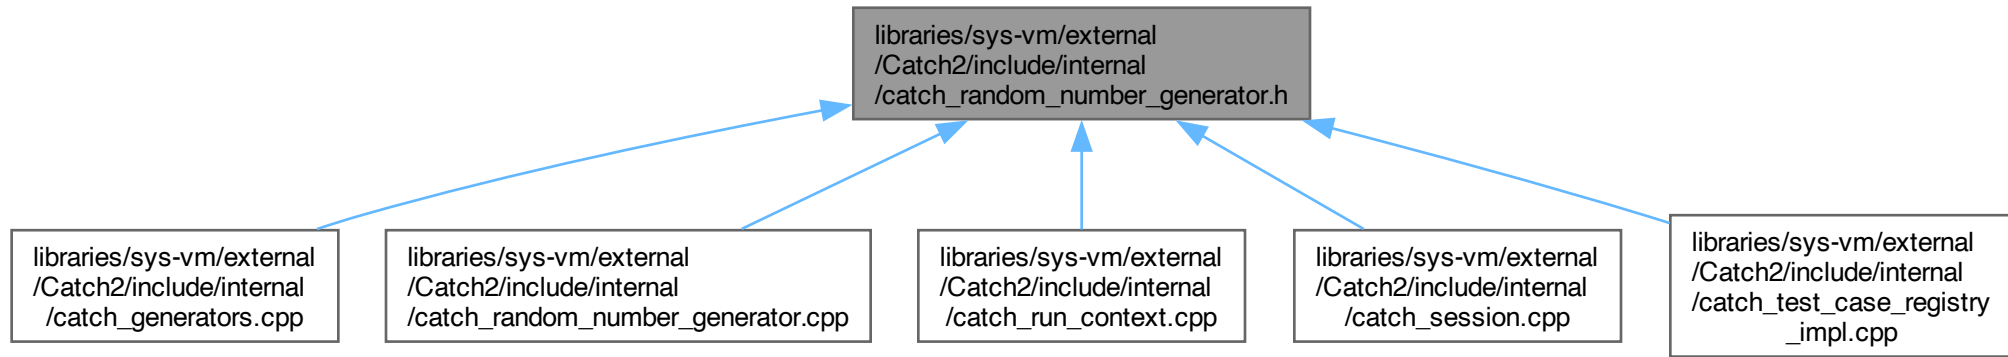 libraries/sys-vm/external
/Catch2/include/internal
/catch_random_number_generator.h
libraries/sys-vm/external
/Catch2/include/internal
/catch_generators.cpp
libraries/sys-vm/external
/Catch2/include/internal
/catch_random_number_generator.cpp
libraries/sys-vm/external
/Catch2/include/internal
/catch_run_context.cpp
libraries/sys-vm/external
/Catch2/include/internal
/catch_session.cpp
libraries/sys-vm/external
/Catch2/include/internal
/catch_test_case_registry
_impl.cpp